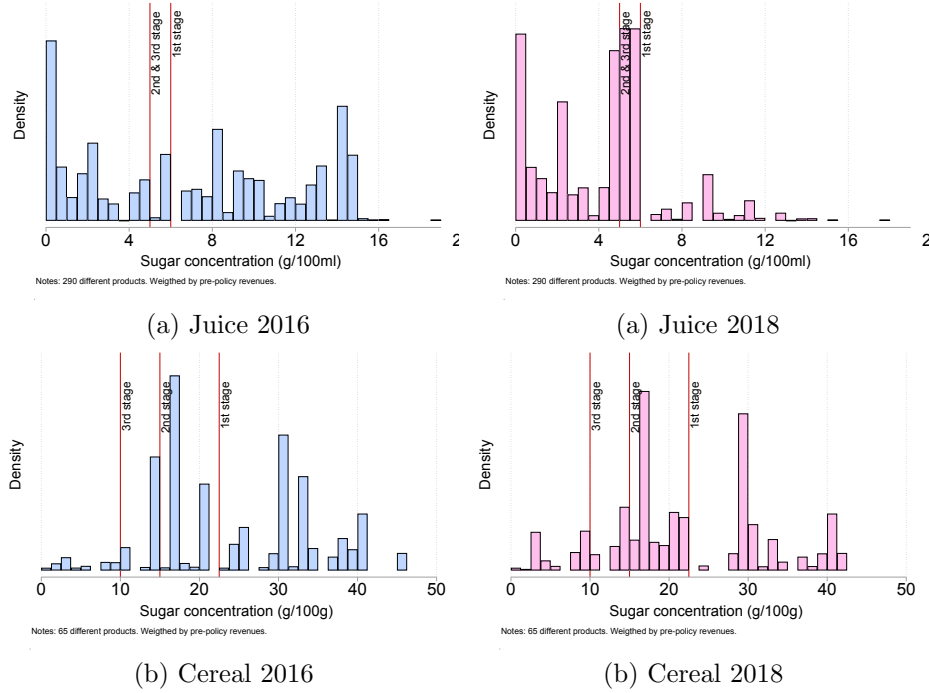 2nd & 3rd stage
1st stage
Density
0 4 8 12 16 2
Sugar concentration (g/100ml)
Notes: 290 different products. Weigthed by pre-policy revenues.
(a) Juice 2016
2nd & 3rd stage
1st stage
Density
0 4 8 12 16 2
Sugar concentration (g/100ml)
Notes: 290 different products. Weigthed by pre-policy revenues.
(a) Juice 2018
3rd stage
2nd stage
1st stage
Density
0 10 20 30 40 50
Sugar concentration (g/100g)
Notes: 65 different products. Weigthed by pre-policy revenues.
(b) Cereal 2016
3rd stage
2nd stage
1st stage
Density
0 10 20 30 40 50
Sugar concentration (g/100g)
Notes: 65 different products. Weigthed by pre-policy revenues.
(b) Cereal 2018